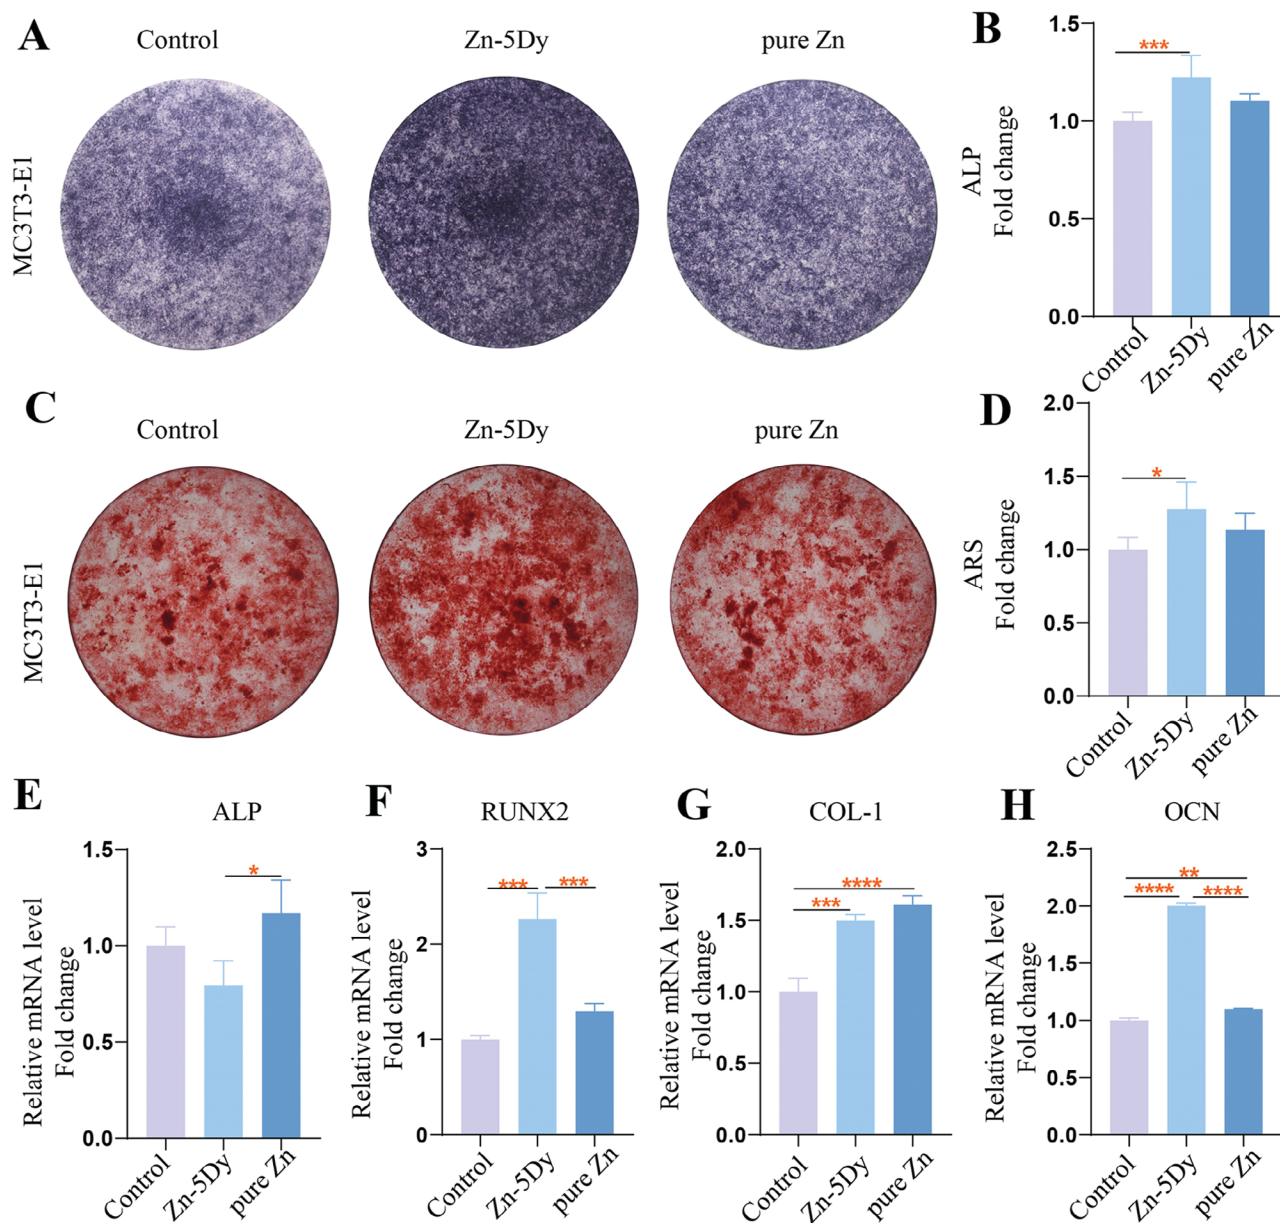 A
Control
Zn-5Dy
pure Zn
MC3T3-E1
B
ALP
Fold change
1.5
1.0
0.5
0.0
***
Control
Zn-5Dy
pure Zn
C
Control
Zn-5Dy
pure Zn
MC3T3-E1
D
ARS
Fold change
2.0
1.5
1.0
0.5
0.0
*
Control
Zn-5Dy
pure Zn
E
ALP
Relative mRNA level
Fold change
1.5
1.0
0.5
0.0
*
Control
Zn-5Dy
pure Zn
F
RUNX2
Relative mRNA level
Fold change
3
2
1
0
***
***
Control
Zn-5Dy
pure Zn
G
COL-1
Relative mRNA level
Fold change
2.0
1.5
1.0
0.5
0.0
****
***
Control
Zn-5Dy
pure Zn
H
OCN
Relative mRNA level
Fold change
2.5
2.0
1.5
1.0
0.5
0.0
**
****
****
Control
Zn-5Dy
pure Zn